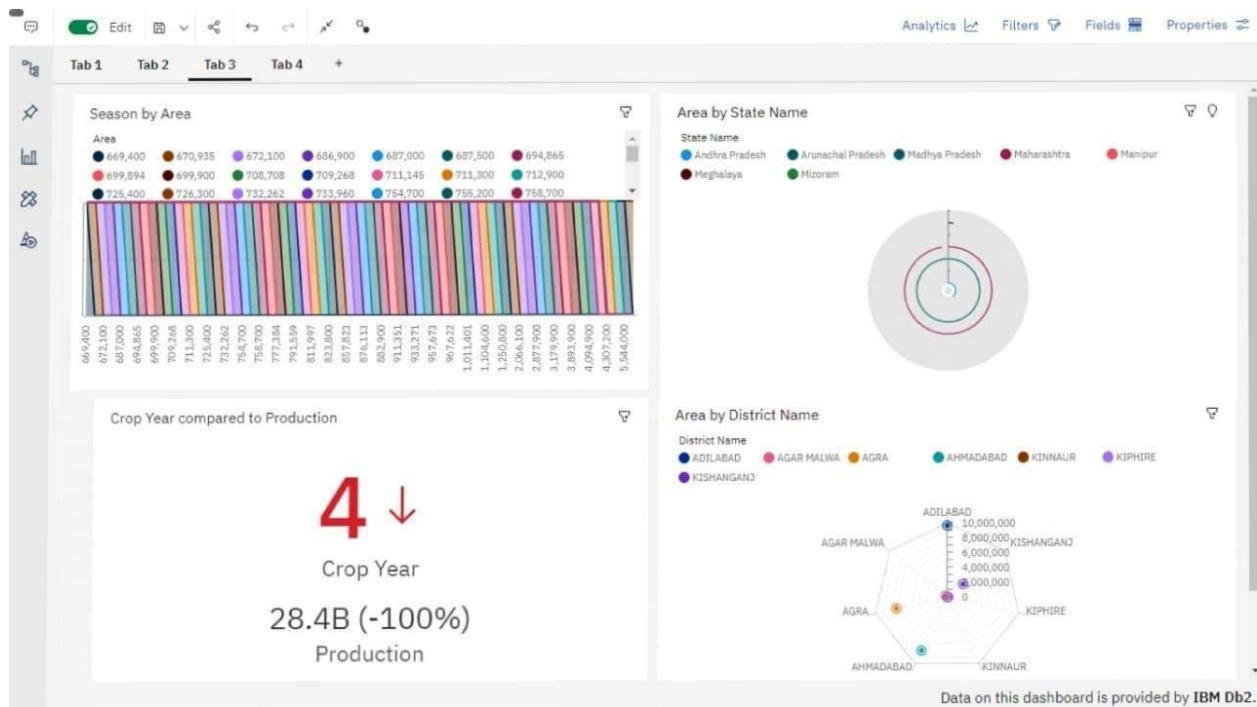 Edit
Analytics Filters Fields Properties
Tab 1 Tab 2 Tab 3 Tab 4 +
Season by Area
Area
669,400 670,935 672,100 686,900 687,000 687,500 694,865
699,894 699,900 708,708 709,268 711,145 711,300 712,900
725,400 726,300 732,262 733,960 754,700 755,200 758,700
669,400
672,100
687,000
694,865
699,900
709,268
711,300
725,400
732,262
754,700
758,700
777,384
791,559
811,997
823,800
857,823
876,113
882,900
911,351
933,271
957,673
967,622
1,011,401
1,104,600
1,250,800
2,066,100
2,877,900
3,179,900
3,893,900
4,094,900
4,307,200
5,544,000
Area by State Name
State Name
Andhra Pradesh Arunachal Pradesh Madhya Pradesh Maharashtra Manipur
Meghalaya Mizoram
Crop Year compared to Production
4
Crop Year
28.4B (-100%)
Production
Area by District Name
District Name
ADILABAD AGAR MALWA AGRA AHMADABAD KINNAUR KIPHIRE
KISHANGANJ
ADILABAD
10,000,000
8,000,000
AGAR MALWA KISHANGANJ
6,000,000
4,000,000
0
AGRA KIPHIRE
AHMADABAD KINNAUR
Data on this dashboard is provided by IBM Db2.